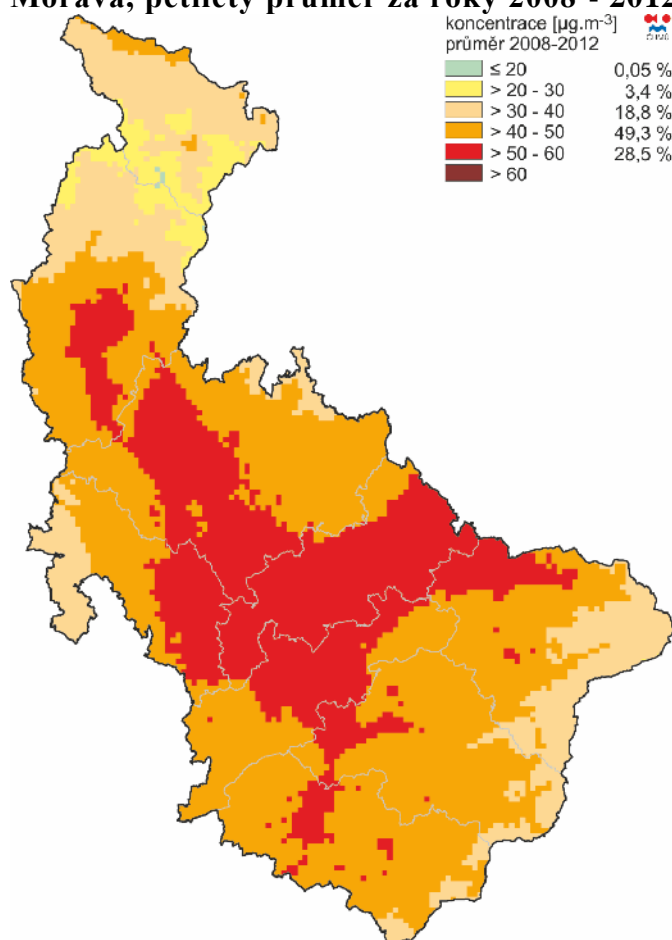 Morava, pětiletý průměr za roky 2008 - 2012
koncentrace [µg.m-3]
průměr 2008-2012
≤ 20 0,05 %
> 20 - 30 3,4 %
> 30 - 40 18,8 %
> 40 - 50 49,3 %
> 50 - 60 28,5 %
> 60